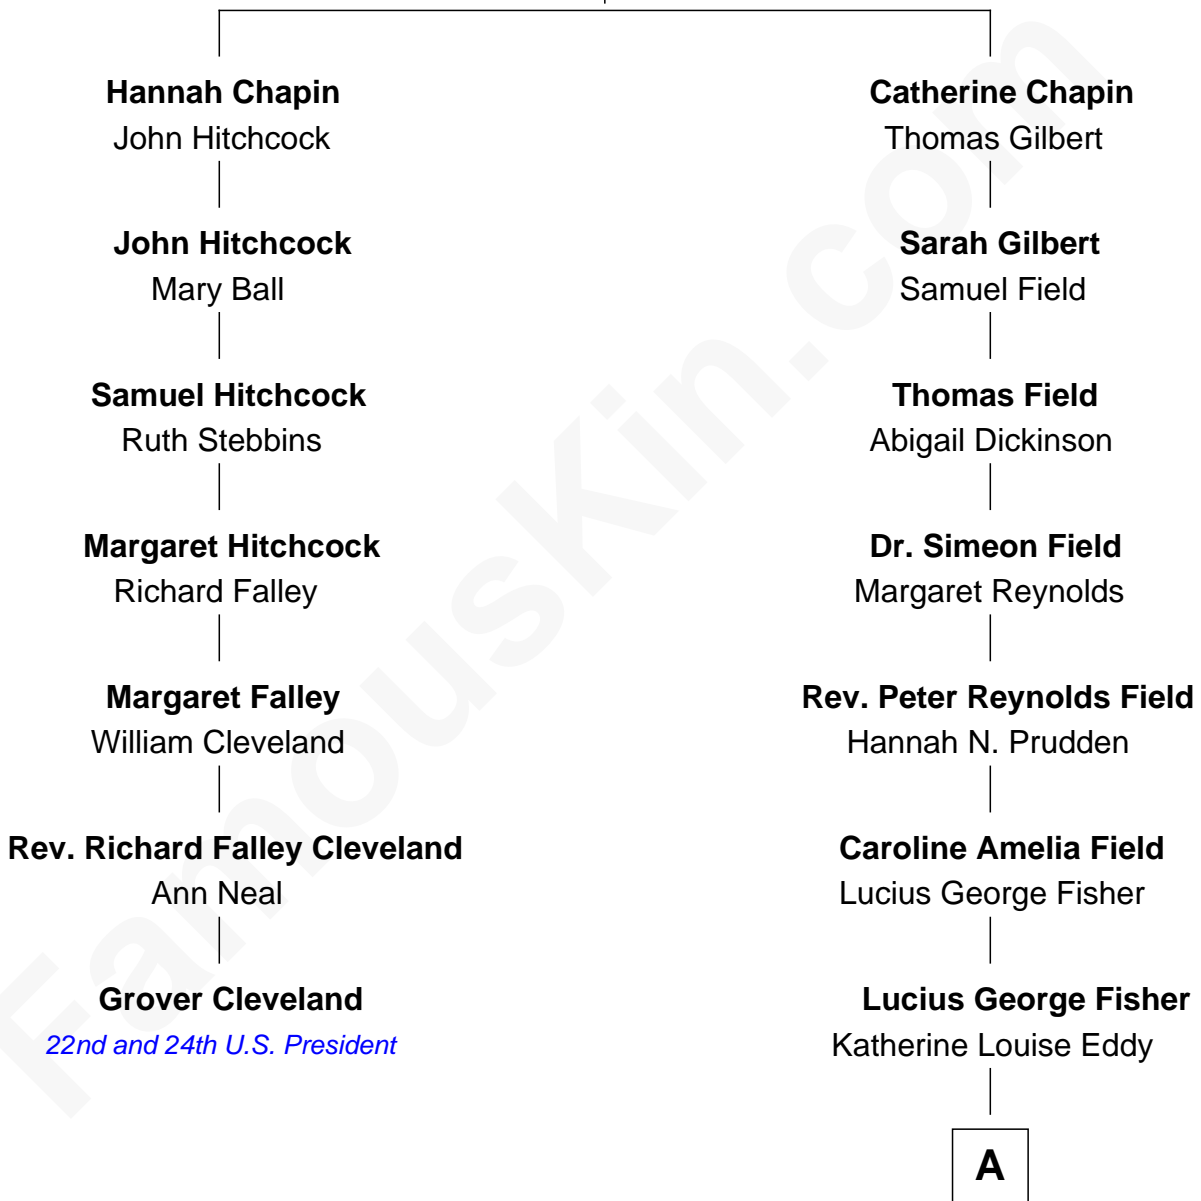 Hannah Chapin
John Hitchcock
John Hitchcock
Mary Ball
Samuel Hitchcock
Ruth Stebbins
Margaret Hitchcock
Richard Falley
Margaret Falley
William Cleveland
Rev. Richard Falley Cleveland
Ann Neal
Grover Cleveland
22nd and 24th U.S. President
Catherine Chapin
Thomas Gilbert
Sarah Gilbert
Samuel Field
Thomas Field
Abigail Dickinson
Dr. Simeon Field
Margaret Reynolds
Rev. Peter Reynolds Field
Hannah N. Prudden
Caroline Amelia Field
Lucius George Fisher
Lucius George Fisher
Katherine Louise Eddy
A
FamousKin.com